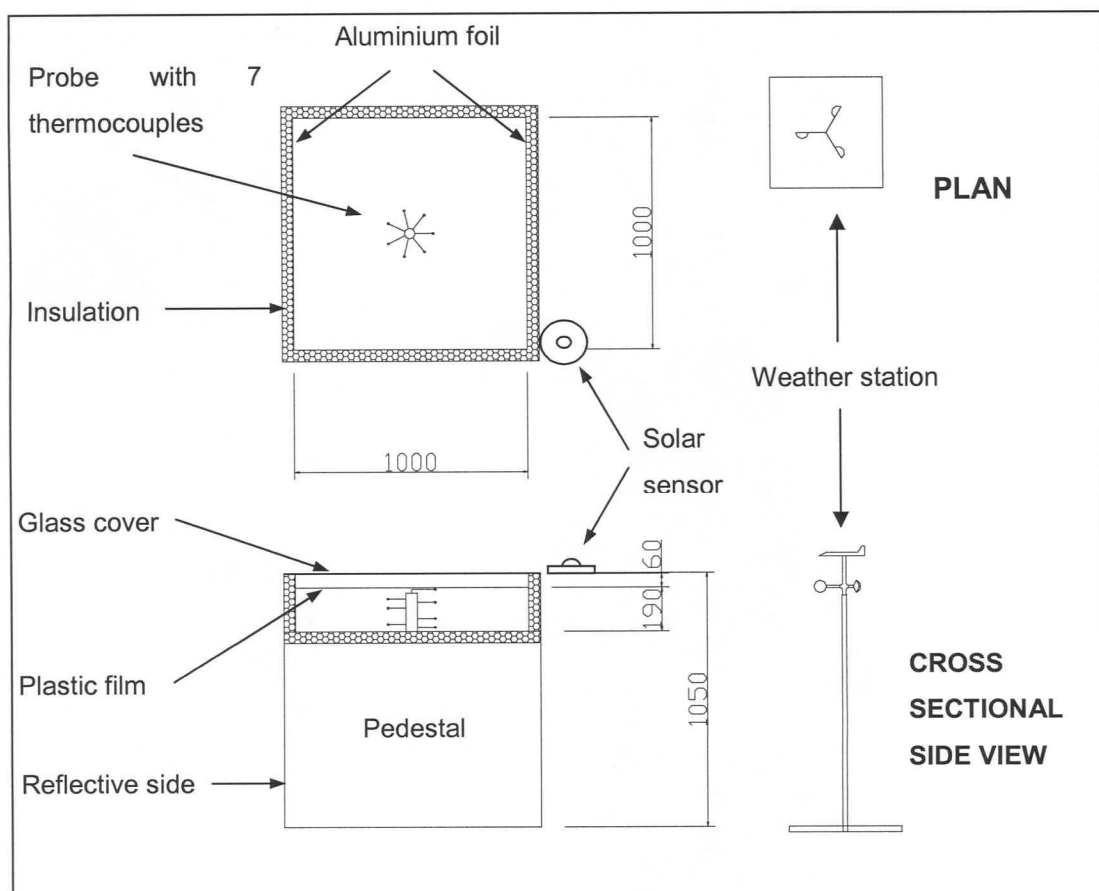 Aluminium foil
Probe with 7
thermocouples
PLAN
1000
Insulation
Weather station
1000
Solar
sensor
Glass cover
60
190
1050
Plastic film
Pedestal
CROSS
SECTIONAL
SIDE VIEW
Reflective side